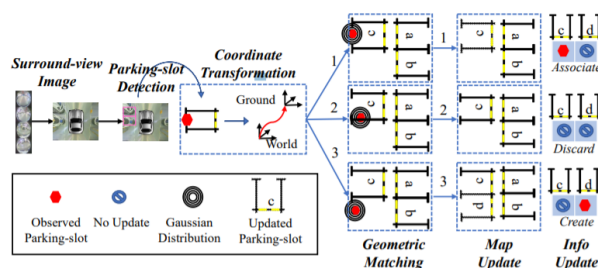 Surround-view
Image
Parking-slot
Detection
Coordinate
Transformation
Ground
World
1
2
3
c
a
b
1
c
a
b
c
d
Associate
c
a
b
2
c
a
b
c
d
Discard
c
a
b
3
c
d
a
b
c
d
Create
c
Observed
Parking-slot
No Update
Gaussian
Distribution
Updated
Parking-slot
Geometric
Matching
Map
Update
Info
Update